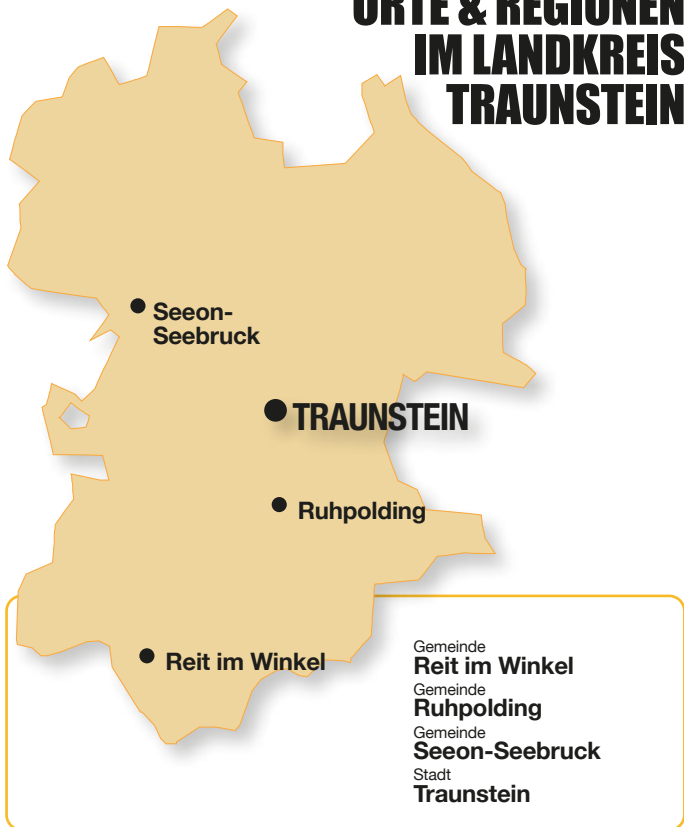 ORTE & REGIONEN
IM LANDKREIS
TRAUNSTEIN
Seeon-
Seebruck
TRAUNSTEIN
Ruhpolding
Reit im Winkel
Gemeinde
Reit im Winkel
Gemeinde
Ruhpolding
Gemeinde
Seeon-Seebruck
Stadt
Traunstein